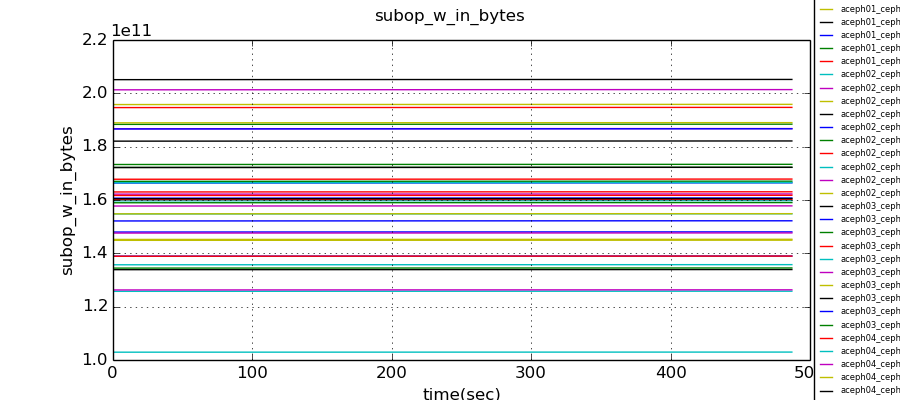 subop_w_in_bytes
1e11
2.2
2.0
1.8
1.6
1.4
1.2
1.0
subop_w_in_bytes
0
100
200
300
400
50
time(sec)
aceph01_ceph
aceph01_ceph
aceph01_ceph
aceph01_ceph
aceph01_ceph
aceph02_ceph
aceph02_ceph
aceph02_ceph
aceph02_ceph
aceph02_ceph
aceph02_ceph
aceph02_ceph
aceph02_ceph
aceph02_ceph
aceph02_ceph
aceph03_ceph
aceph03_ceph
aceph03_ceph
aceph03_ceph
aceph03_ceph
aceph03_ceph
aceph03_ceph
aceph03_ceph
aceph03_ceph
aceph03_ceph
aceph04_ceph
aceph04_ceph
aceph04_ceph
aceph04_ceph
aceph04_ceph